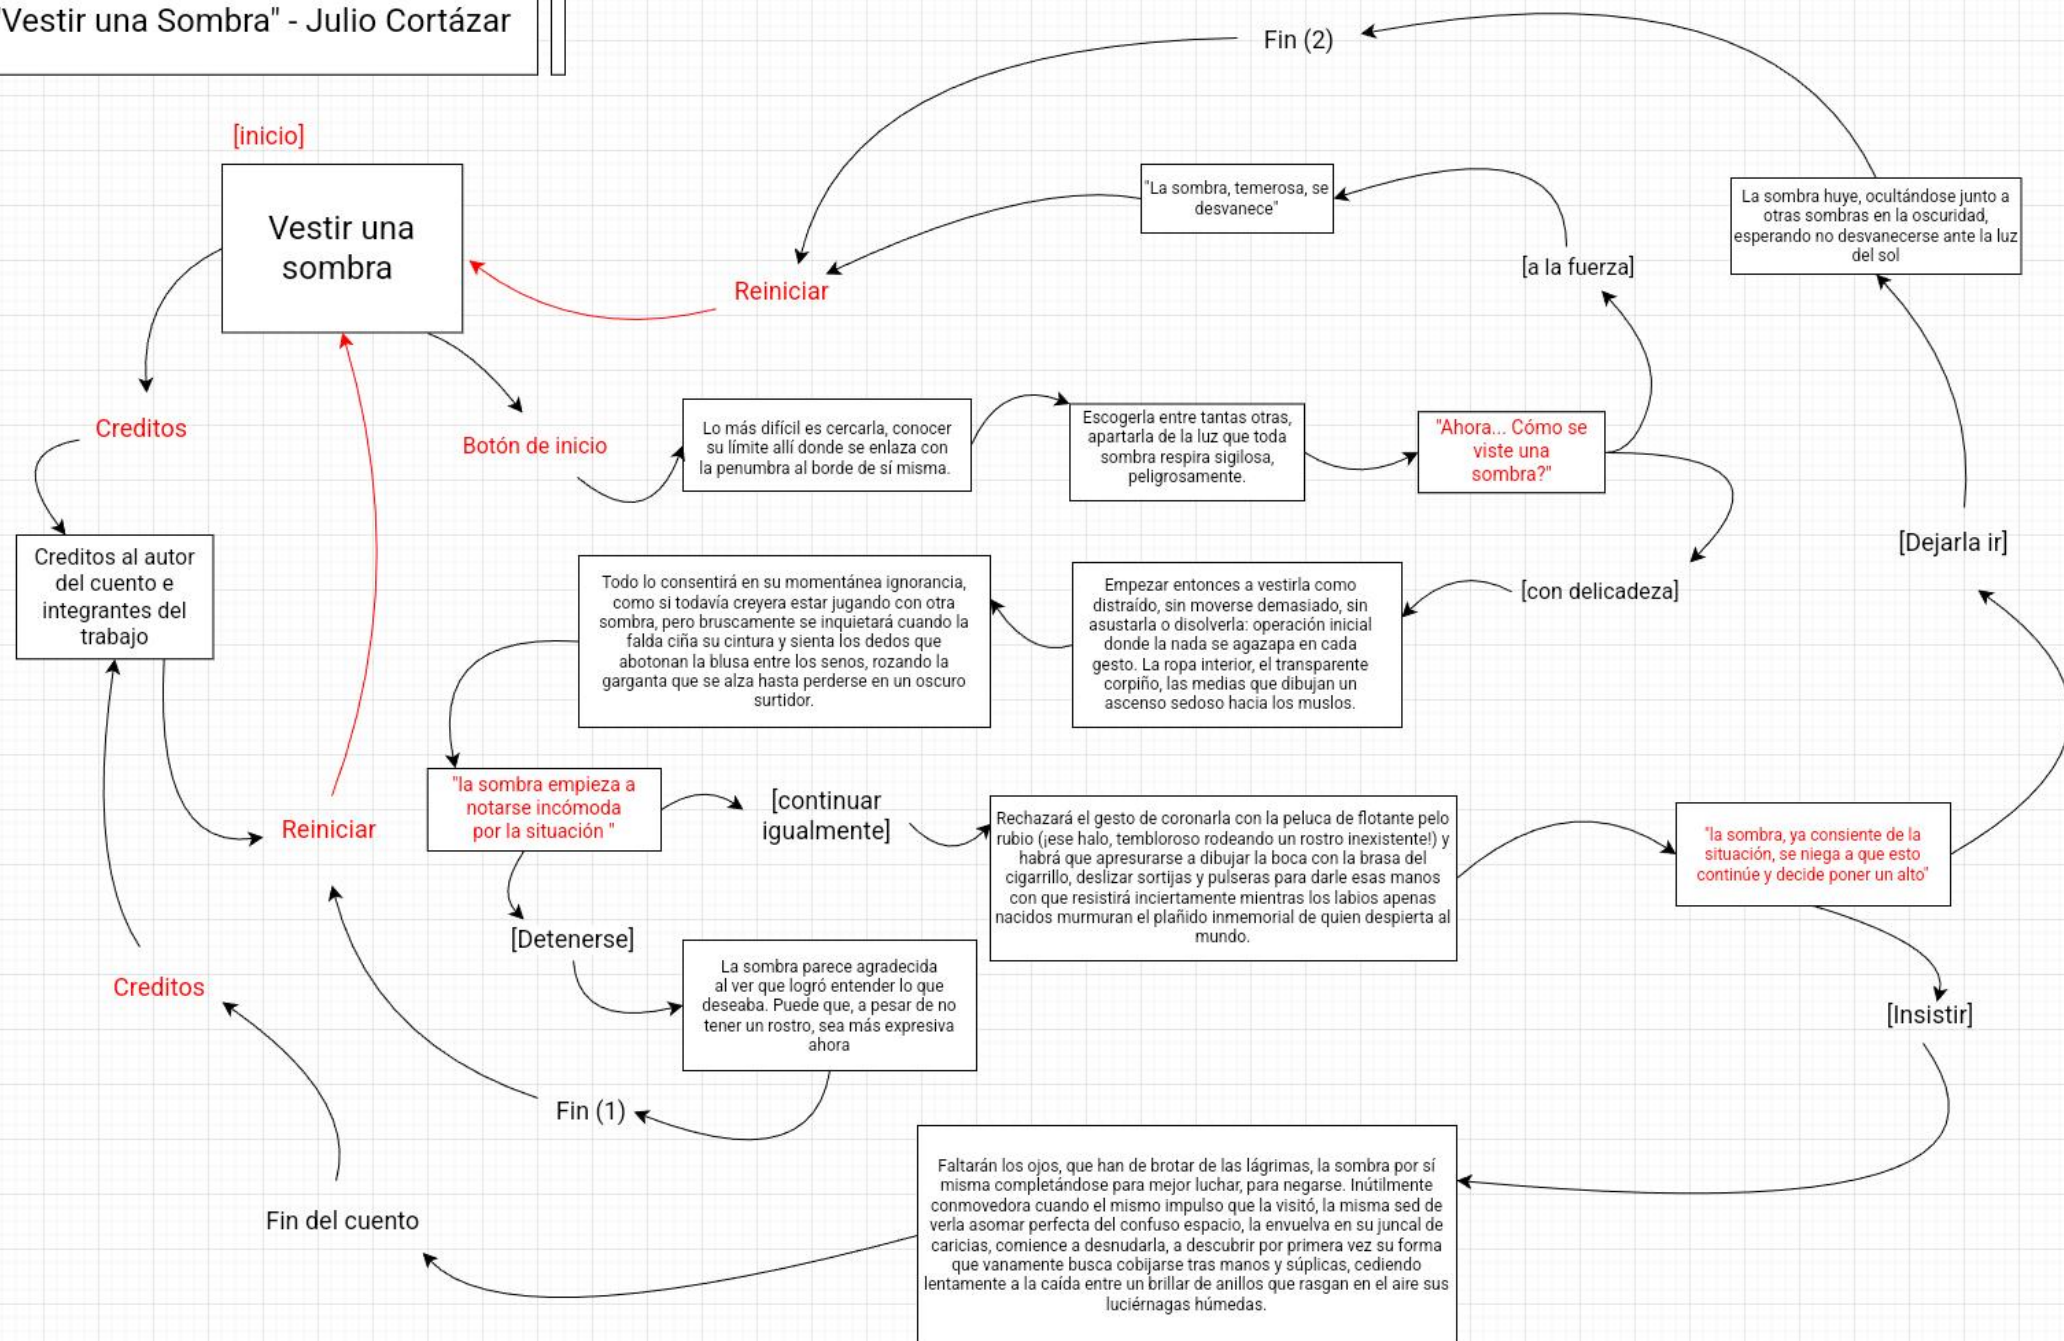 "Vestir una Sombra" - Julio Cortázar
Fin (2)
[inicio]
Vestir una
sombra
"La sombra, temerosa, se
desvanece"
La sombra huye, ocultándose junto a
otras sombras en la oscuridad,
esperando no desvanecerse ante la luz
del sol
[a la fuerza]
Reiniciar
Creditos
Botón de inicio
Lo más difícil es cercarla, conocer
su límite allí donde se enlaza con
la penumbra al borde de sí misma.
Escogerla entre tantas otras,
apartarla de la luz que toda
sombra respira sigilosa,
peligrosamente.
"Ahora... Cómo se
viste una
sombra?"
[Dejarla ir]
Creditos al autor
del cuento e
integrantes del
trabajo
Todo lo consentirá en su momentánea ignorancia,
como si todavía creyera estar jugando con otra
sombra, pero bruscamente se inquietará cuando la
falda ciña su cintura y sienta los dedos que
abotonan la blusa entre los senos, rozando la
garganta que se alza hasta perderse en un oscuro
surtidor.
Empezar entonces a vestirla como
distraído, sin moverse demasiado, sin
asustarla o disolverla: operación inicial
donde la nada se agazapa en cada
gesto. La ropa interior, el transparente
corpiño, las medias que dibujan un
ascenso sedoso hacia los muslos.
[con delicadeza]
Reiniciar
"la sombra empieza a
notarse incómoda
por la situación "
[continuar
igualmente]
Rechazará el gesto de coronarla con la peluca de flotante pelo
rubio (¡ese halo, tembloroso rodeando un rostro inexistente!) y
habrá que apresurarse a dibujar la boca con la brasa del
cigarrillo, deslizar sortijas y pulseras para darle esas manos
con que resistirá inciertamente mientras los labios apenas
nacidos murmuran el plañido inmemorial de quien despierta al
mundo.
"la sombra, ya consiente de la
situación, se niega a que esto
continúe y decide poner un alto"
[Detenerse]
Creditos
La sombra parece agradecida
al ver que logró entender lo que
deseaba. Puede que, a pesar de no
tener un rostro, sea más expresiva
ahora
[Insistir]
Fin (1)
Fin del cuento
Faltarán los ojos, que han de brotar de las lágrimas, la sombra por sí
misma completándose para mejor luchar, para negarse. Inútilmente
conmovedora cuando el mismo impulso que la visitó, la misma sed de
verla asomar perfecta del confuso espacio, la envuelva en su juncal de
caricias, comience a desnudarla, a descubrir por primera vez su forma
que vanamente busca cobijarse tras manos y súplicas, cediendo
lentamente a la caída entre un brillar de anillos que rasgan en el aire sus
luciérnagas húmedas.